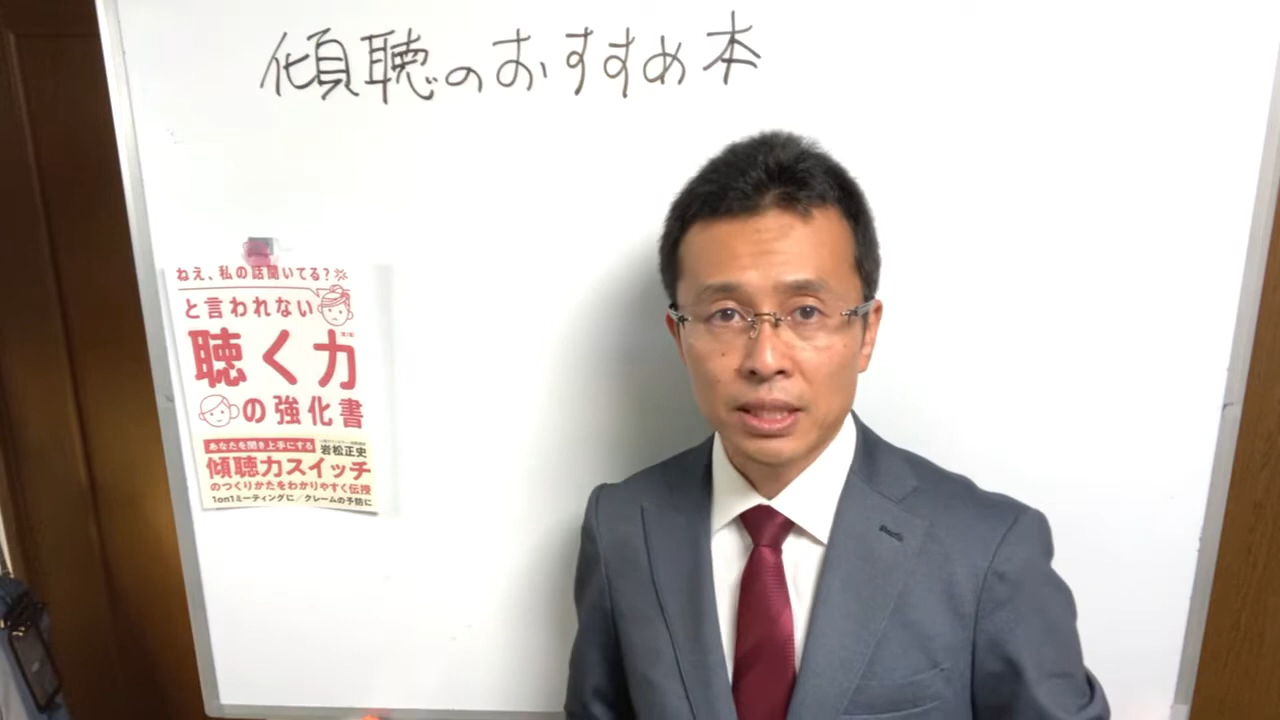 傾聴のおすすめ本
ねえ、私の話聞いてる?
と言われない
聴く力
の強化書
あなたを聞き上手にする
岩松正史
傾聴力スイッチ
のつくりかたをわかりやすく伝授
1on1ミーティングに/クレームの予防に